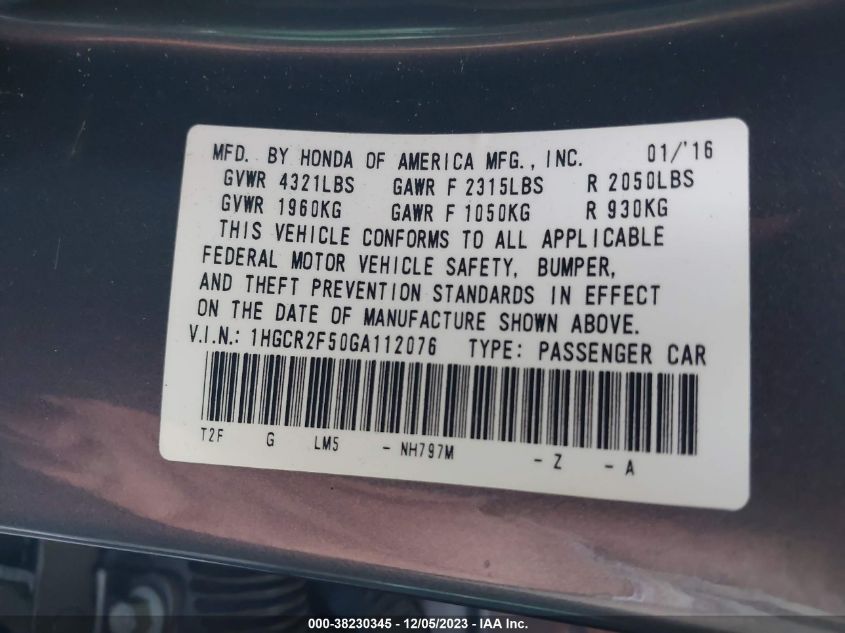 MFD. BY HONDA OF AMERICA MFG., INC. 01/'16
GVWR 4321LBS GAWR F 2315LBS R 2050LBS
GVWR 1960KG GAWR F 1050KG R 930KG
THIS VEHICLE CONFORMS TO ALL APPLICABLE
FEDERAL MOTOR VEHICLE SAFETY, BUMPER,
AND THEFT PREVENTION STANDARDS IN EFFECT
ON THE DATE OF MANUFACTURE SHOWN ABOVE.
V.I.N.: 1HGCR2F50GA112076 TYPE: PASSENGER CAR
T2F G LM5 - NH797M - Z - A
000-38230345 - 12/05/2023 - IAA Inc.